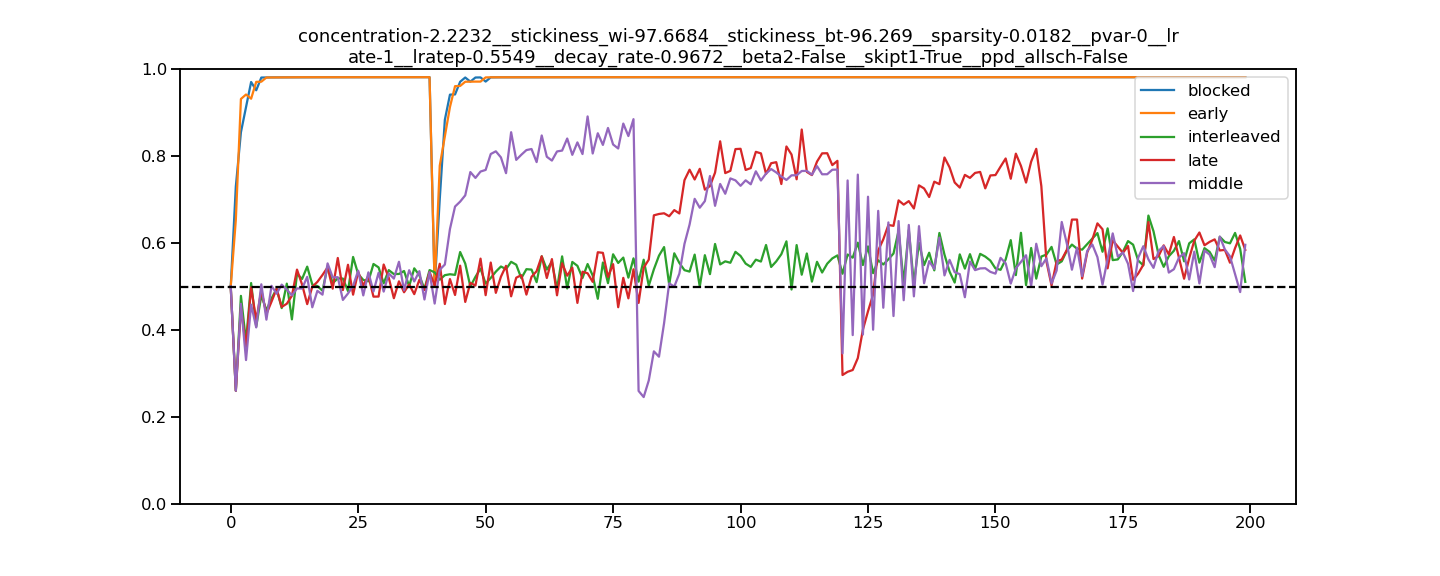 concentration-2.2232__stickiness_wi-97.6684__stickiness_bt-96.269__sparsity-0.0182__pvar-0__lr
ate-1__lratep-0.5549__decay_rate-0.9672__beta2-False__skipt1-True__ppd_allsch-False
1.0
0.8
0.6
0.4
0.2
0.0
blocked
early
interleaved
late
middle
0 25 50 75 100 125 150 175 200